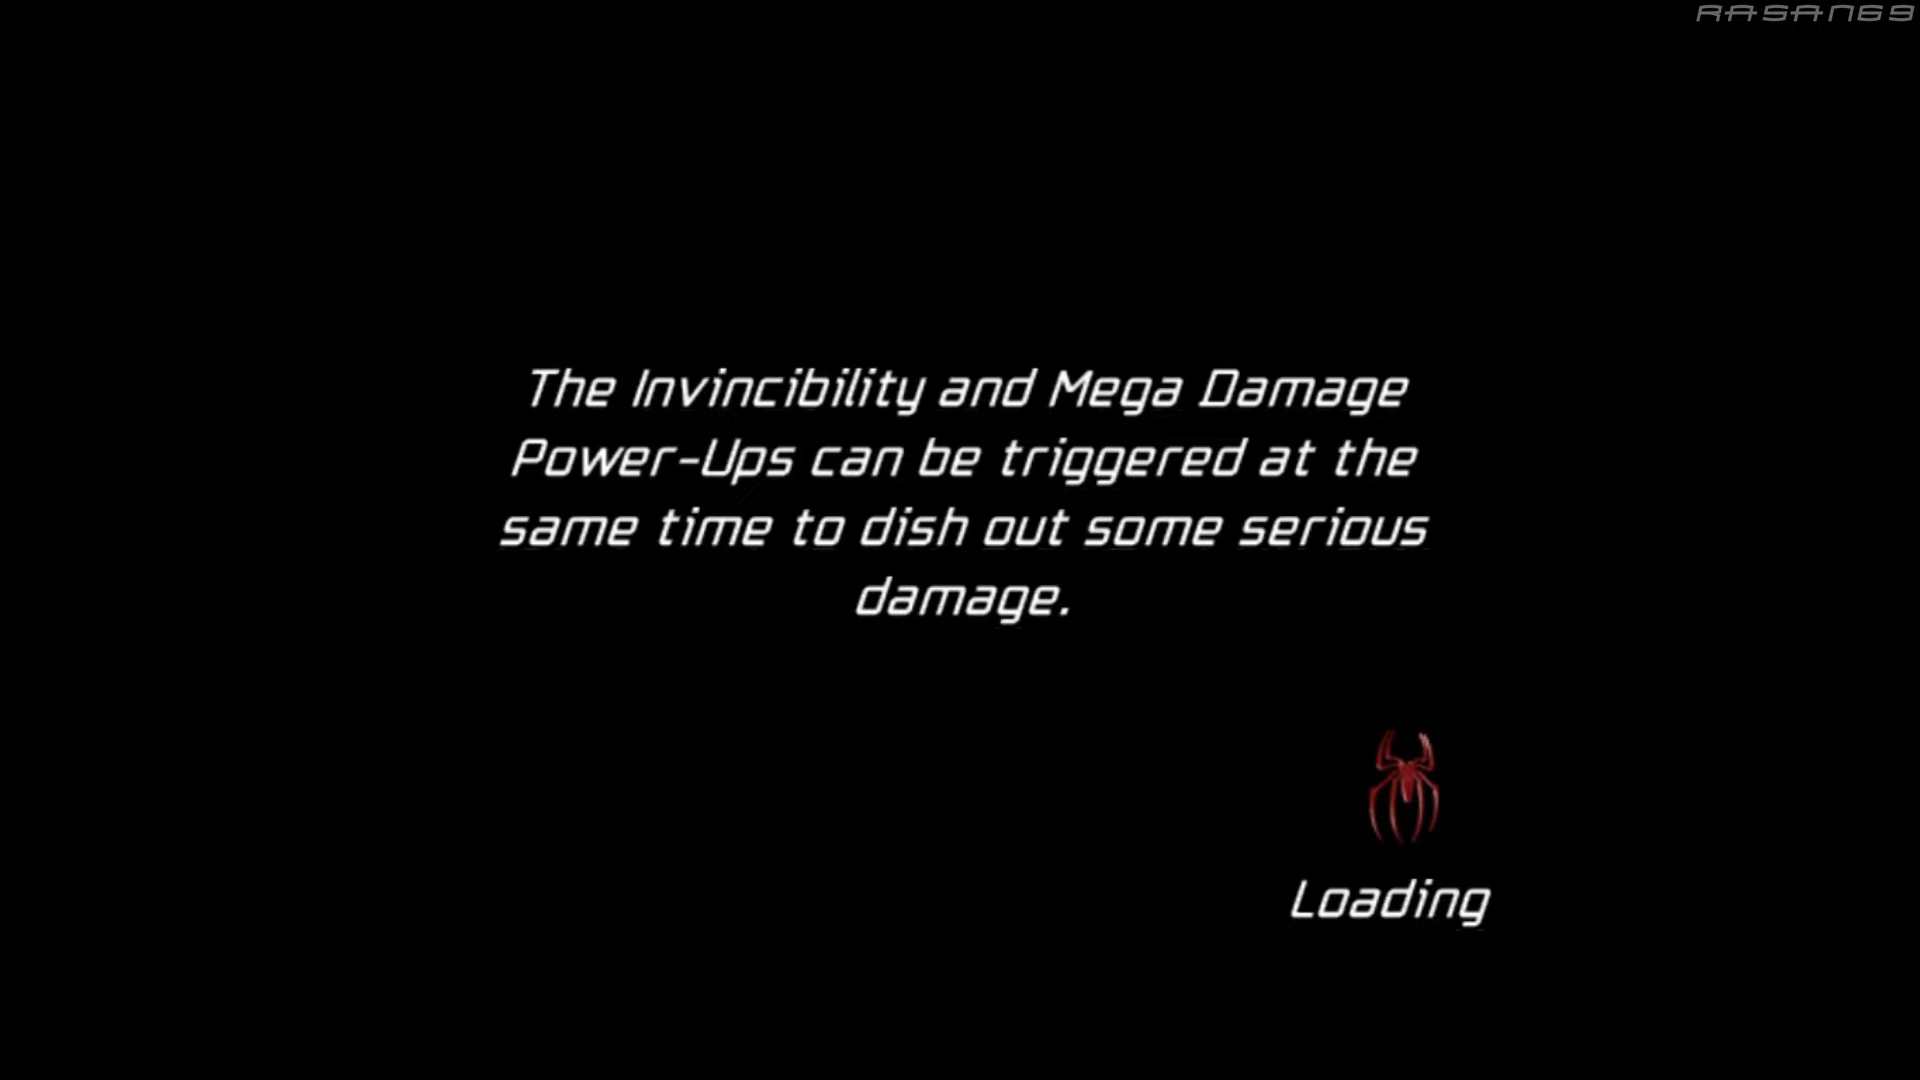 RASAN69
The Invincibility and Mega Damage
Power-Ups can be triggered at the
same time to dish out some serious
damage.
Loading